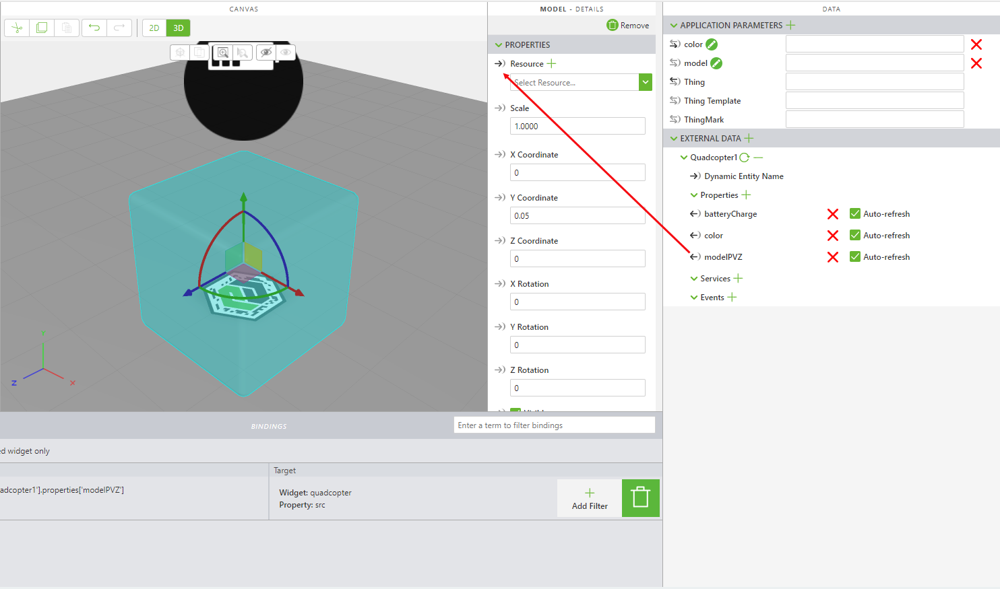 CANVAS
2D
3D
Z
X
MODEL - DETAILS
Remove
PROPERTIES
Resource
Select Resource...
Scale
1.0000
X Coordinate
0
Y Coordinate
0.05
Z Coordinate
0
X Rotation
0
Y Rotation
0
Z Rotation
0
DATA
APPLICATION PARAMETERS
color
model
Thing
Thing Template
ThingMark
EXTERNAL DATA
Quadcopter1
Dynamic Entity Name
Properties
batteryCharge
Auto-refresh
color
Auto-refresh
modelPVZ
Auto-refresh
Services
Events
BINDINGS
Enter a term to filter bindings
ed widget only
Target
adcopter1'].properties['modelPVZ']
Widget: quadcopter
Property: src
Add Filter